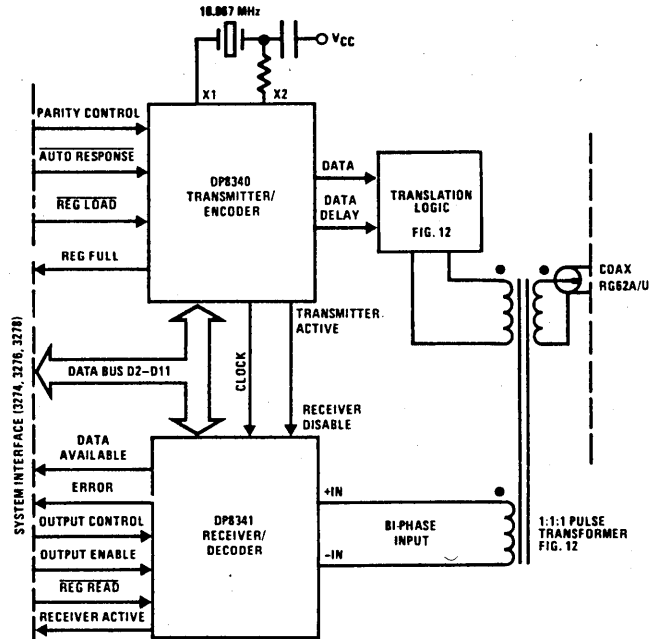 18.867 MHz
VCC
X1
X2
PARITY CONTROL
AUTO RESPONSE
REG LOAD
REG FULL
DP8340
TRANSMITTER/
ENCODER
DATA
DATA
DELAY
TRANSLATION
LOGIC
FIG. 12
COAX
RG62A/U
TRANSMITTER
ACTIVE
CLOCK
DATA BUS D2-D11
RECEIVER
DISABLE
SYSTEM INTERFACE (3274, 3276, 3278)
DATA
AVAILABLE
ERROR
OUTPUT CONTROL
OUTPUT ENABLE
REG READ
RECEIVER ACTIVE
DP8341
RECEIVER/
DECODER
+IN
BI-PHASE
INPUT
-IN
1:1:1 PULSE
TRANSFORMER
FIG. 12